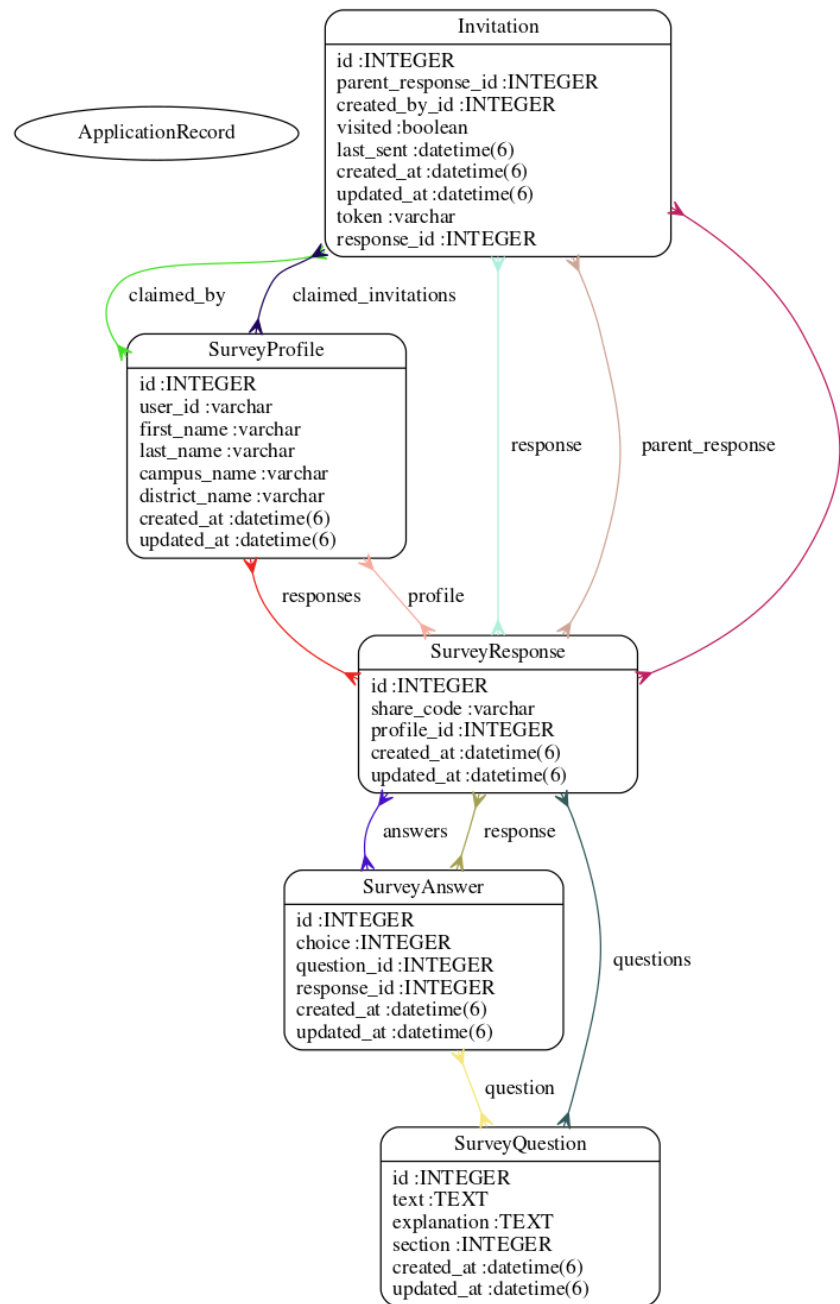 Invitation
id :INTEGER
parent_response_id :INTEGER
created_by_id :INTEGER
visited :boolean
last_sent :datetime(6)
created_at :datetime(6)
updated_at :datetime(6)
token :varchar
response_id :INTEGER
ApplicationRecord
claimed_by
claimed_invitations
SurveyProfile
id :INTEGER
user_id :varchar
first_name :varchar
last_name :varchar
campus_name :varchar
district_name :varchar
created_at :datetime(6)
updated_at :datetime(6)
response
parent_response
responses
profile
SurveyResponse
id :INTEGER
share_code :varchar
profile_id :INTEGER
created_at :datetime(6)
updated_at :datetime(6)
answers
response
SurveyAnswer
id :INTEGER
choice :INTEGER
question_id :INTEGER
response_id :INTEGER
created_at :datetime(6)
updated_at :datetime(6)
questions
question
SurveyQuestion
id :INTEGER
text :TEXT
explanation :TEXT
section :INTEGER
created_at :datetime(6)
updated_at :datetime(6)